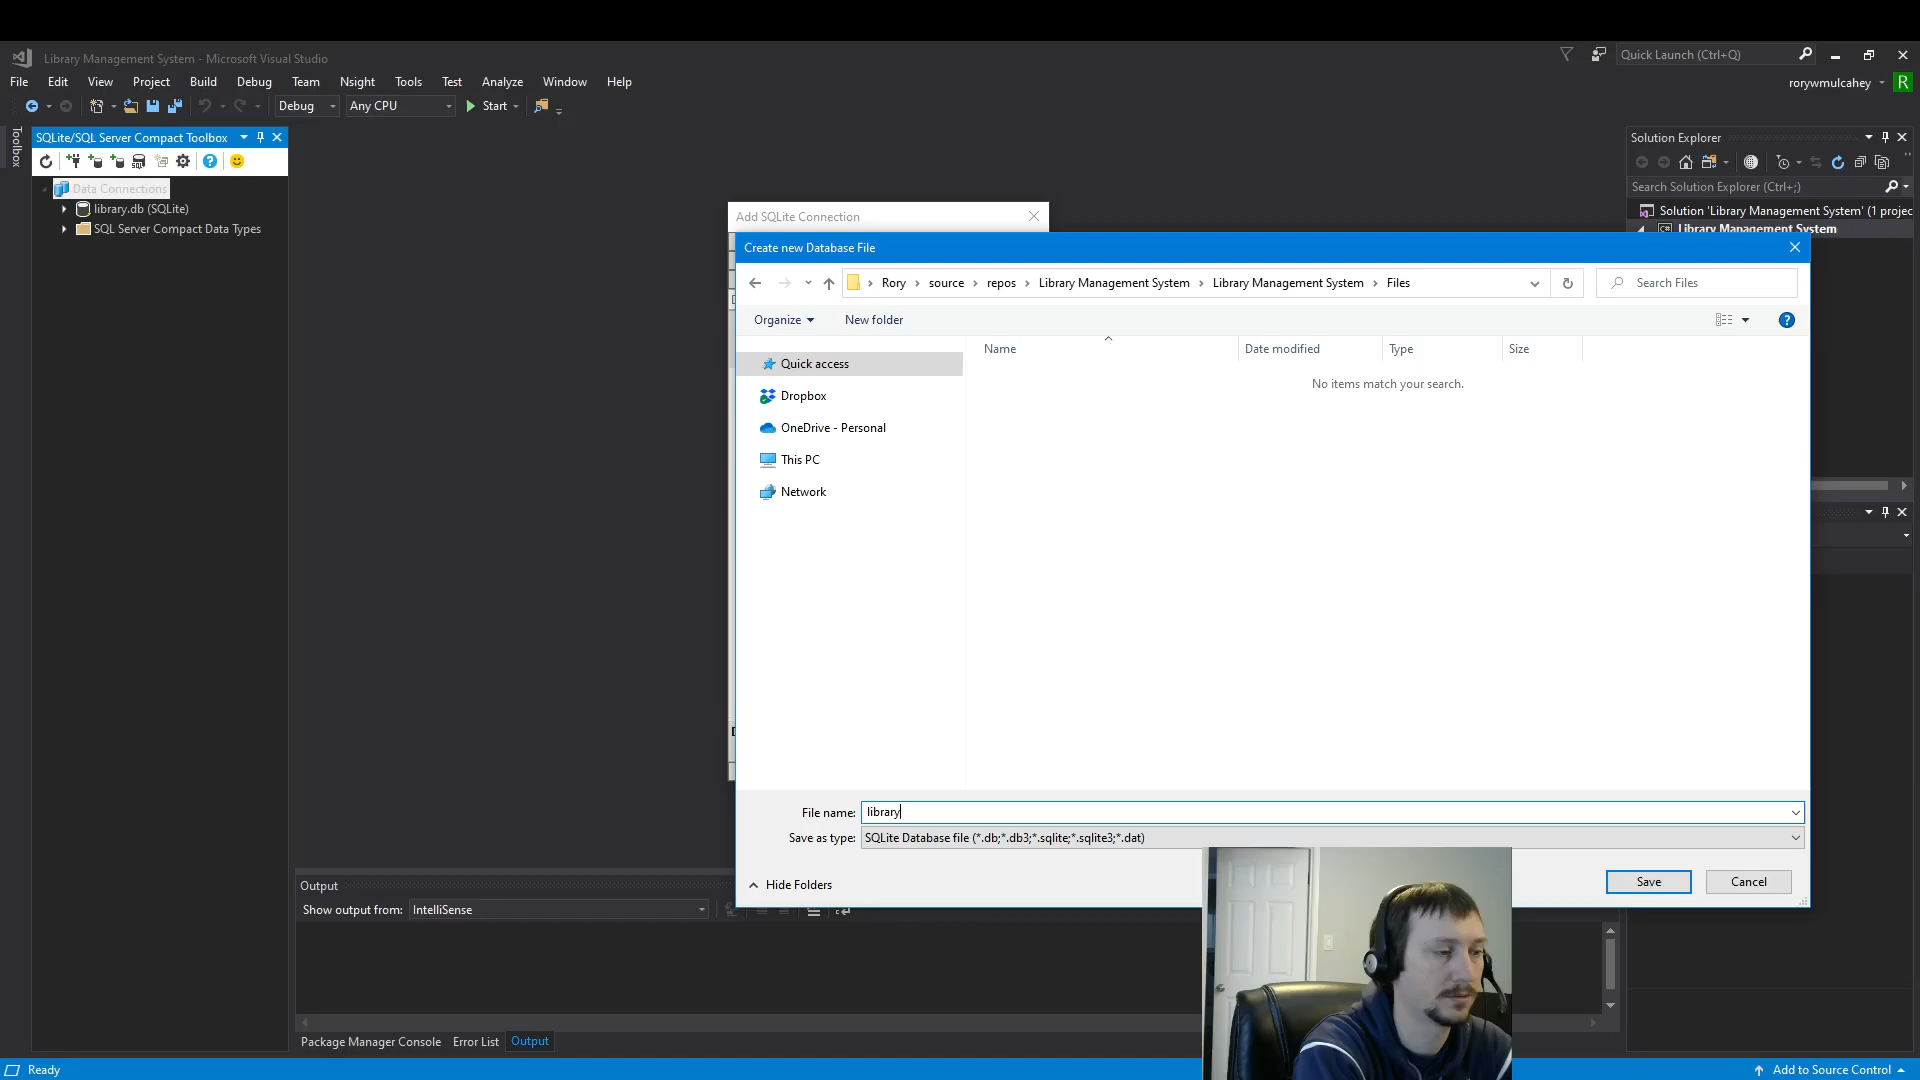 Library Management System - Microsoft Visual Studio
Quick Launch (Ctrl+Q)
File Edit View Project Build Debug Team Nsight Tools Test Analyze Window Help
rorywmulcahey R
Debug Any CPU Start
Toolbox
SQLite/SQL Server Compact Toolbox
Data Connections
library.db (SQLite)
SQL Server Compact Data Types
Solution Explorer
Search Solution Explorer (Ctrl+;)
Solution 'Library Management System' (1 projec
Library Management System
Add SQLite Connection
Create new Database File
Rory source repos Library Management System Library Management System Files
Search Files
Organize New folder
Quick access
Dropbox
OneDrive - Personal
This PC
Network
Name Date modified Type Size
No items match your search.
File name: library
Save as type: SQLite Database file (*.db;*.db3;*.sqlite;*.sqlite3;*.dat)
Hide Folders
Save Cancel
Output
Show output from: IntelliSense
Package Manager Console Error List Output
Ready
Add to Source Control